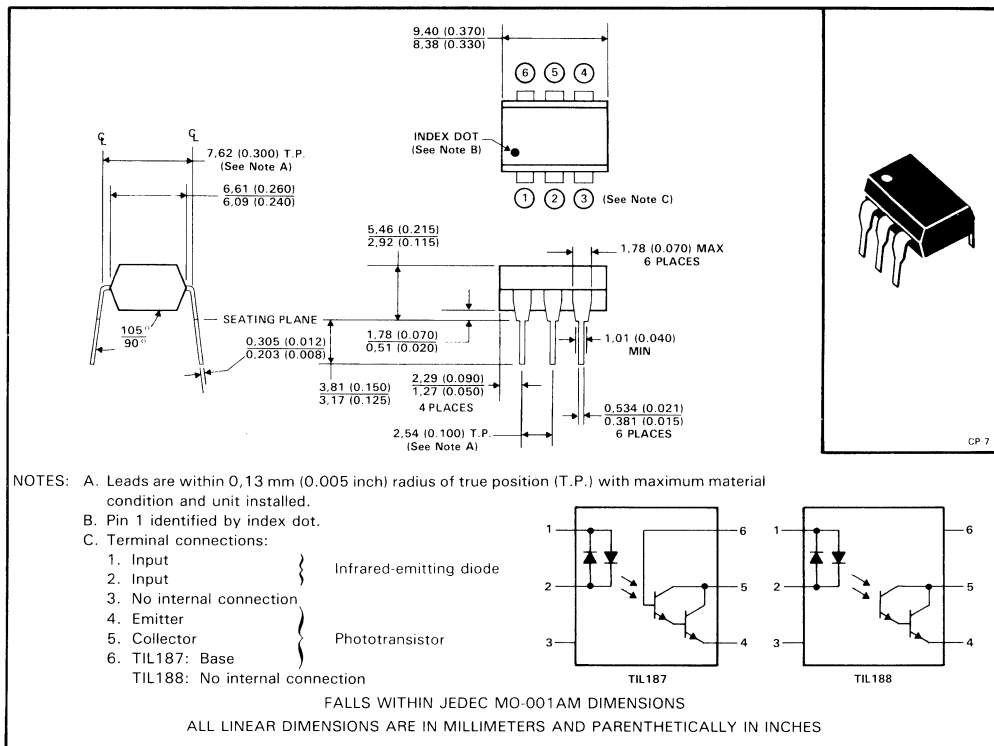 9,40 (0.370)
8,38 (0.330)
6 5 4
INDEX DOT
(See Note B)
1 2 3 (See Note C)
℄ ℄
7,62 (0.300) T.P.
(See Note A)
6,61 (0.260)
6,09 (0.240)
5,46 (0.215)
2,92 (0.115)
1,78 (0.070) MAX
6 PLACES
SEATING PLANE
105°
90°
0,305 (0.012)
0,203 (0.008)
1,78 (0.070)
0,51 (0.020)
1,01 (0.040)
MIN
3,81 (0.150)
3,17 (0.125)
2,29 (0.090)
1,27 (0.050)
4 PLACES
0,534 (0.021)
0.381 (0.015)
6 PLACES
2,54 (0.100) T.P.
(See Note A)
CP 7
NOTES: A. Leads are within 0,13 mm (0.005 inch) radius of true position (T.P.) with maximum material
condition and unit installed.
B. Pin 1 identified by index dot.
C. Terminal connections:
1. Input
2. Input
Infrared-emitting diode
3. No internal connection
4. Emitter
5. Collector
Phototransistor
6. TIL187: Base
TIL188: No internal connection
1 6
2 5
3 4
TIL187
1 6
2 5
3 4
TIL188
FALLS WITHIN JEDEC MO-001AM DIMENSIONS
ALL LINEAR DIMENSIONS ARE IN MILLIMETERS AND PARENTHETICALLY IN INCHES